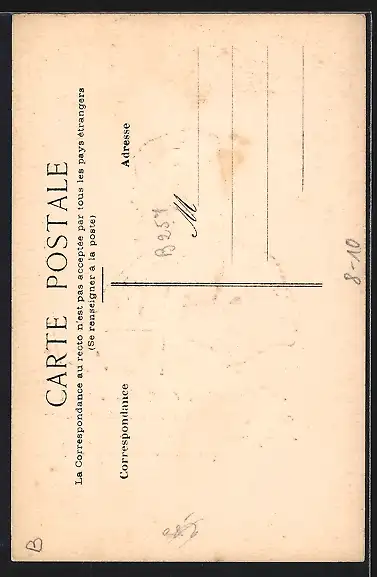 CARTE POSTALE
La Correspondance au recto n'est pas acceptée par tous les pays étrangers
(Se renseigner à la poste)
Correspondance
Adresse
B257
M
8-10
B